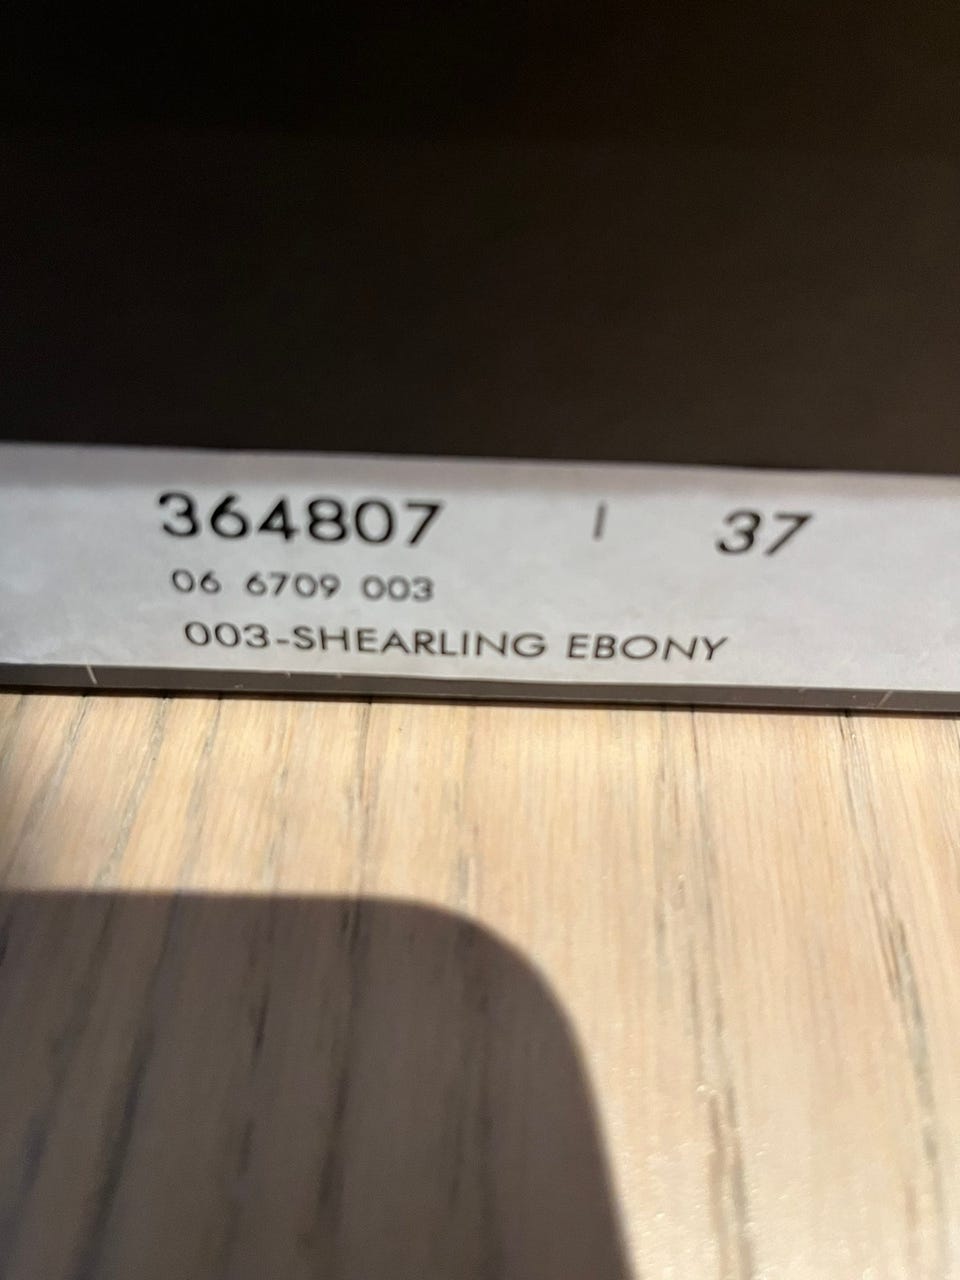 364807 | 37
06 6709 003
003-SHEARLING EBONY